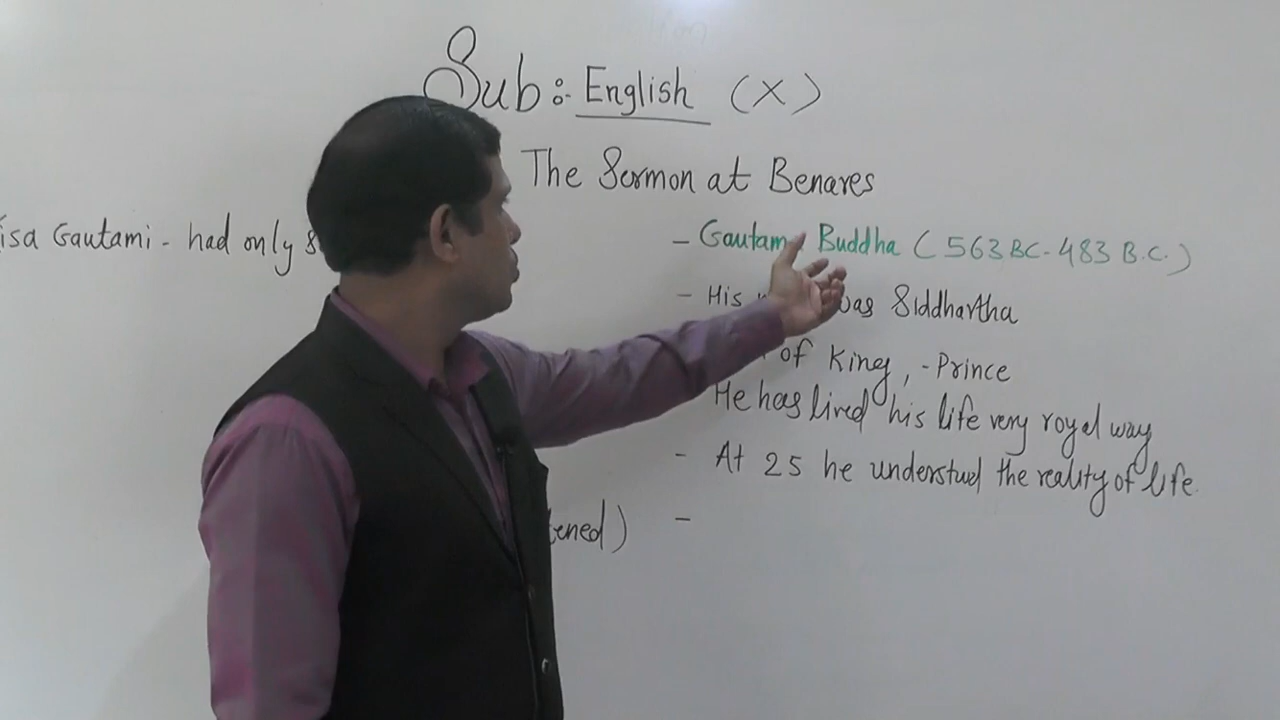 Sub:- English (X)
The Sermon at Benares
isa Gautami - had only
- Gautam Buddha (563 BC - 483 B.C.)
- His was Siddhartha
of King, - Prince
He has lived his life very royal way
- At 25 he understud the reality of life.
ened) -